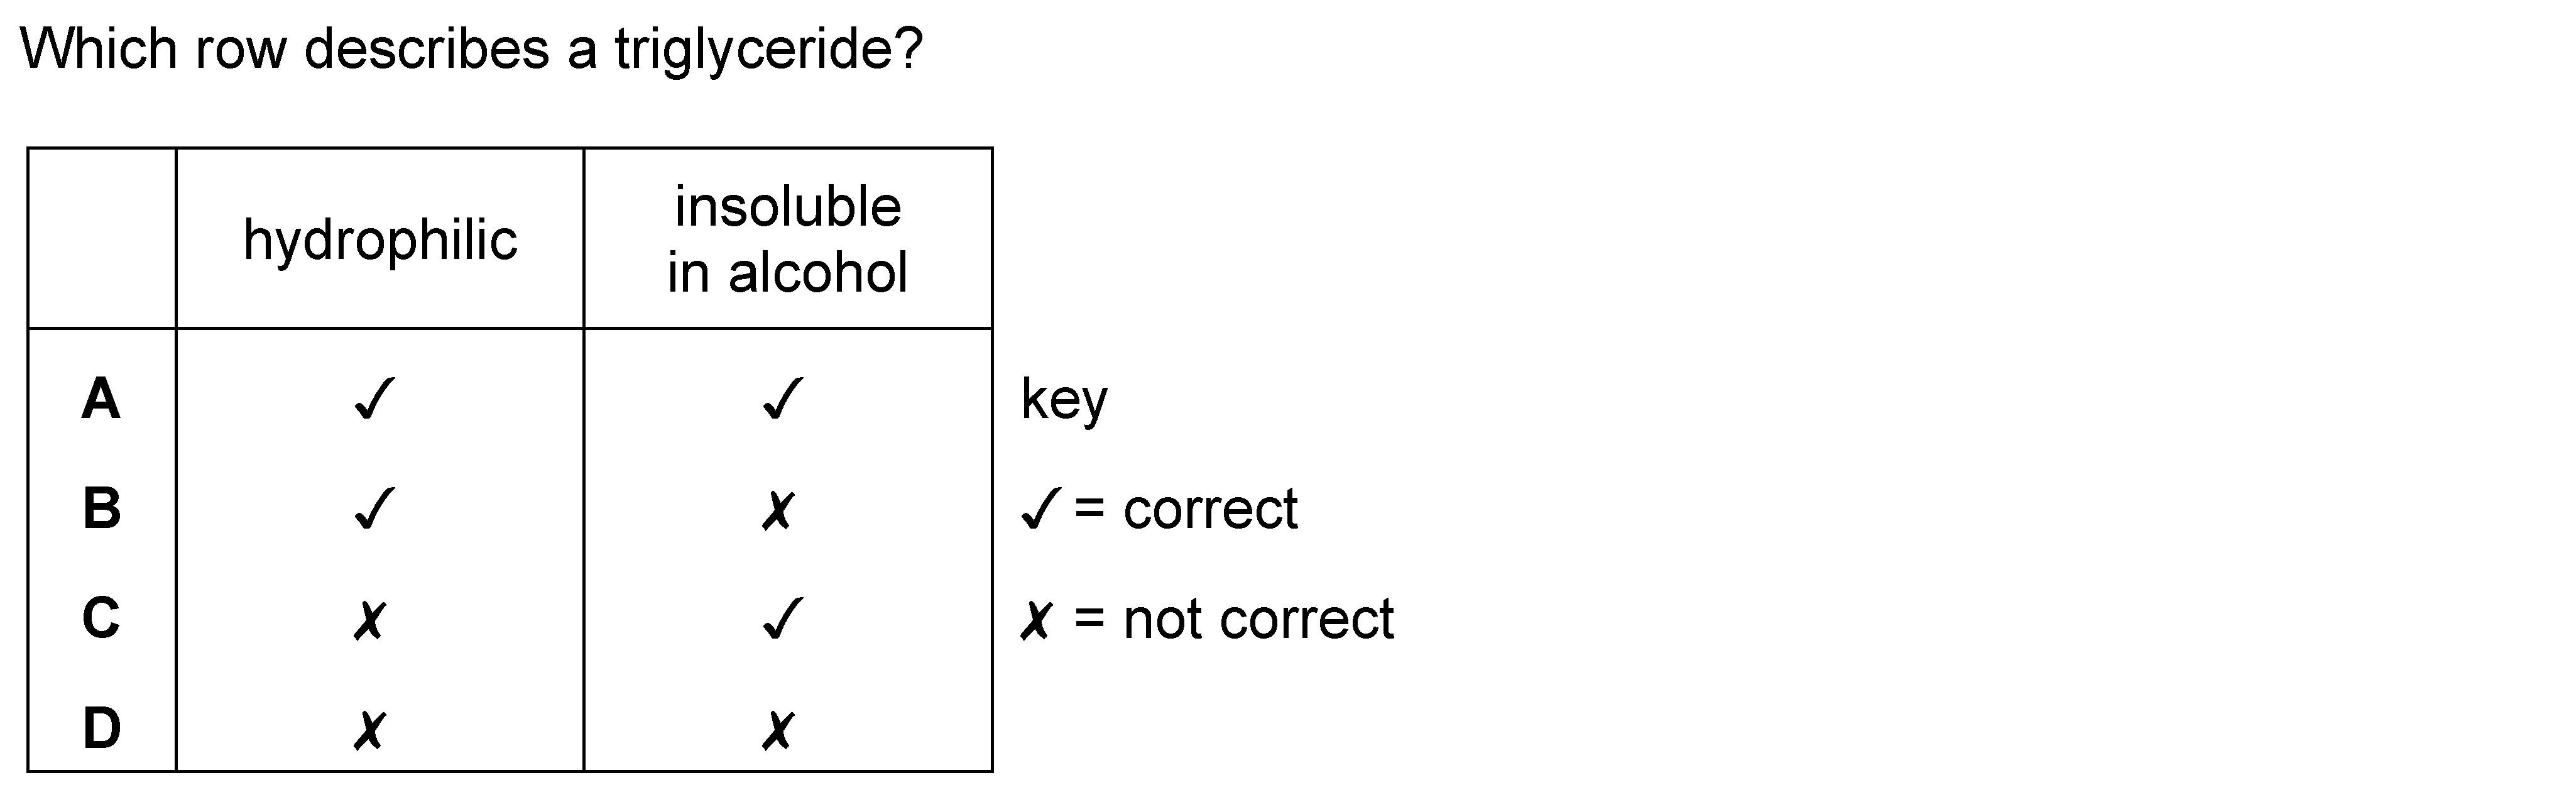 Which row describes a triglyceride?
hydrophilic
insoluble
in alcohol
A ✓ ✓ key
B ✓ ✗ ✓ = correct
C ✗ ✓ ✗ = not correct
D ✗ ✗